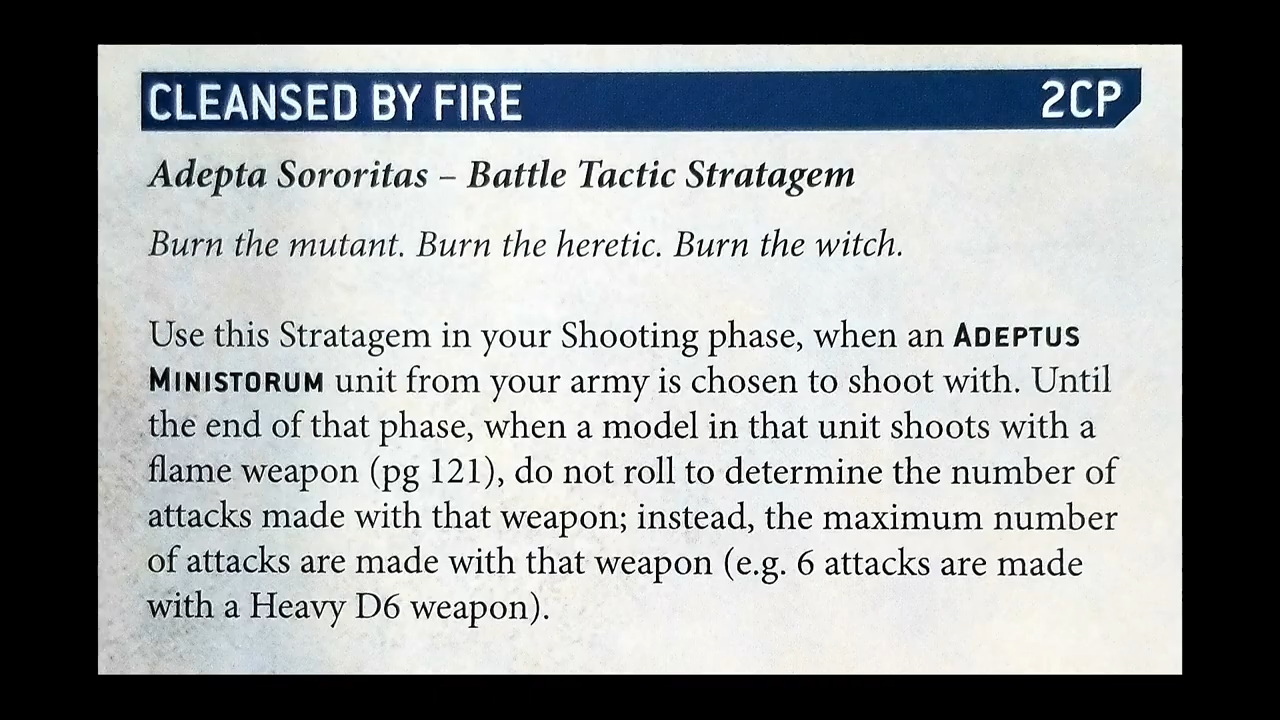 CLEANSED BY FIRE 2CP
Adepta Sororitas – Battle Tactic Stratagem
Burn the mutant. Burn the heretic. Burn the witch.
Use this Stratagem in your Shooting phase, when an ADEPTUS
MINISTORUM unit from your army is chosen to shoot with. Until
the end of that phase, when a model in that unit shoots with a
flame weapon (pg 121), do not roll to determine the number of
attacks made with that weapon; instead, the maximum number
of attacks are made with that weapon (e.g. 6 attacks are made
with a Heavy D6 weapon).